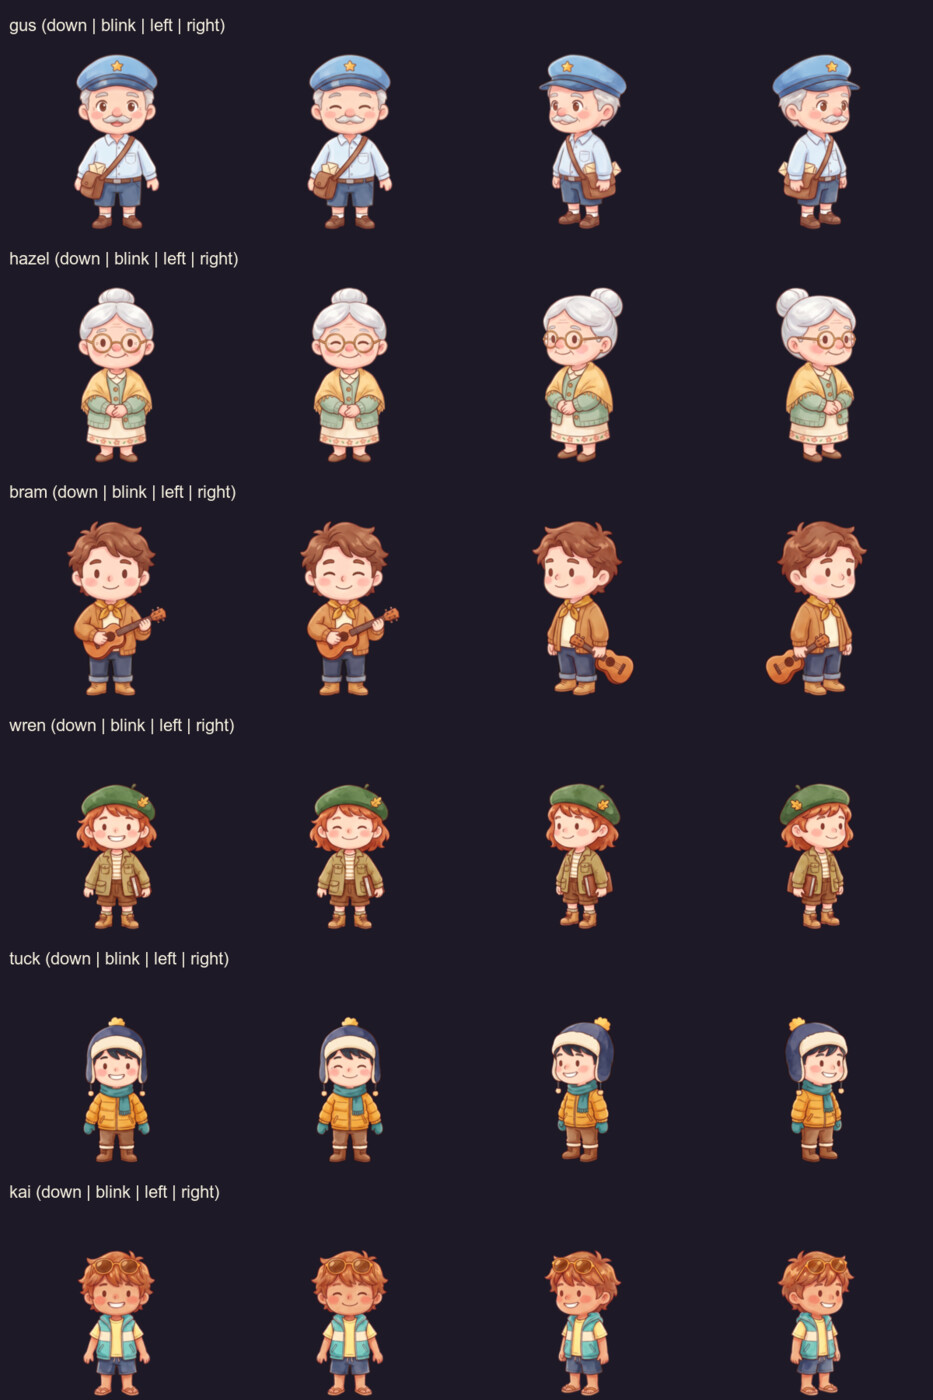 gus (down | blink | left | right)
hazel (down | blink | left | right)
bram (down | blink | left | right)
wren (down | blink | left | right)
tuck (down | blink | left | right)
kai (down | blink | left | right)